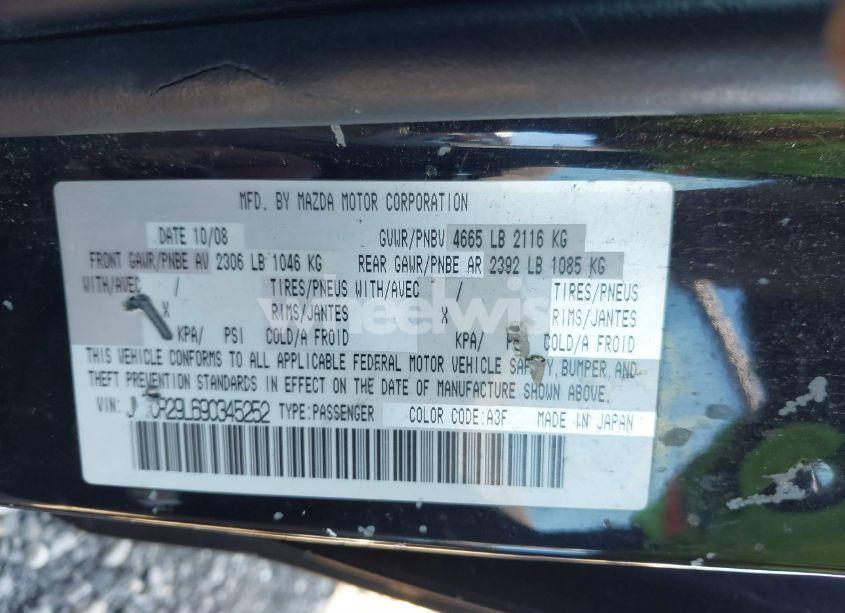 MFD. BY MAZDA MOTOR CORPORATION
DATE 10/08 GVWR/PNBV 4665 LB 2116 KG
FRONT GAWR/PNBE AV 2306 LB 1046 KG REAR GAWR/PNBE AR 2392 LB 1085 KG
WITH/AVEC / TIRES/PNEUS WITH/AVEC / TIRES/PNEUS
X RIMS/JANTES X RIMS/JANTES
KPA/ PSI COLD/A FROID KPA/ COLD/A FROID
THIS VEHICLE CONFORMS TO ALL APPLICABLE FEDERAL MOTOR VEHICLE SAFETY, BUMPER, AND
THEFT PREVENTION STANDARDS IN EFFECT ON THE DATE OF MANUFACTURE SHOWN ABOVE.
VIN: TYPE:PASSENGER COLOR CODE:A3F MADE IN JAPAN
wheelwis